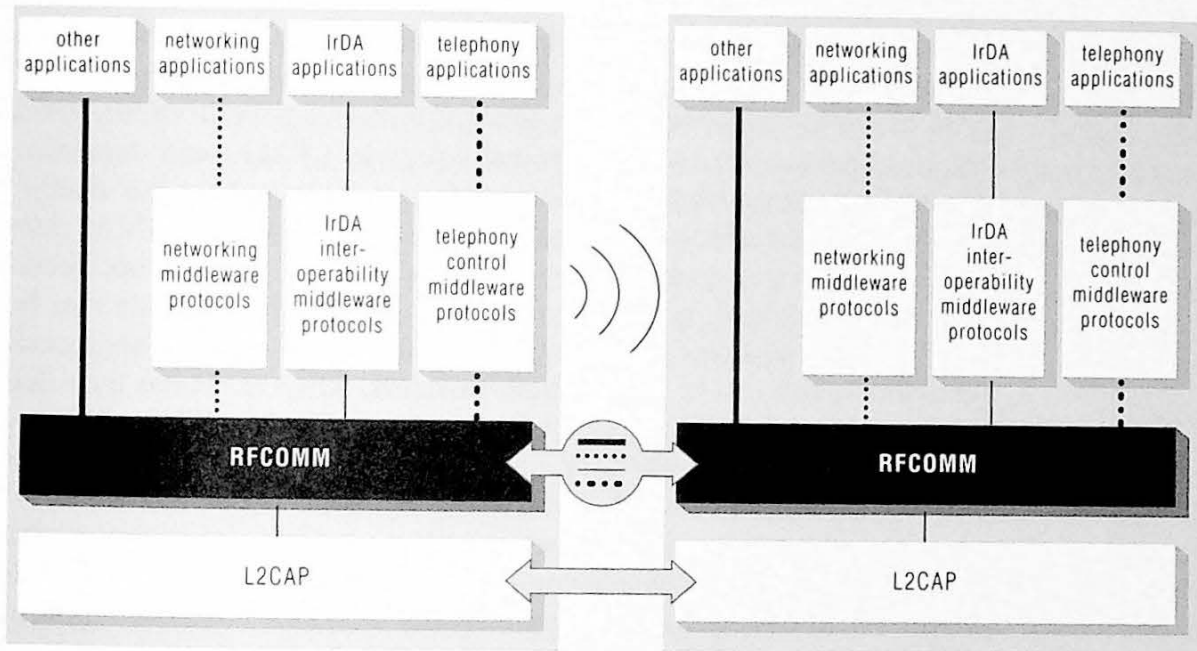 other
applications
networking
applications
IrDA
applications
telephony
applications
networking
middleware
protocols
IrDA
inter-
operability
middleware
protocols
telephony
control
middleware
protocols
RFCOMM
L2CAP
other
applications
networking
applications
IrDA
applications
telephony
applications
networking
middleware
protocols
IrDA
inter-
operability
middleware
protocols
telephony
control
middleware
protocols
RFCOMM
L2CAP